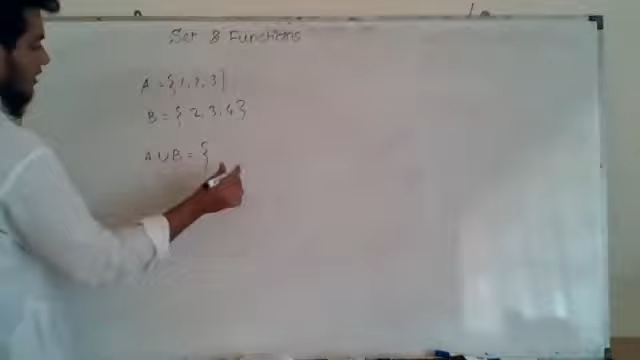 Set & Functions
A = {1, 2, 3}
B = {2, 3, 4}
A ∪ B = {